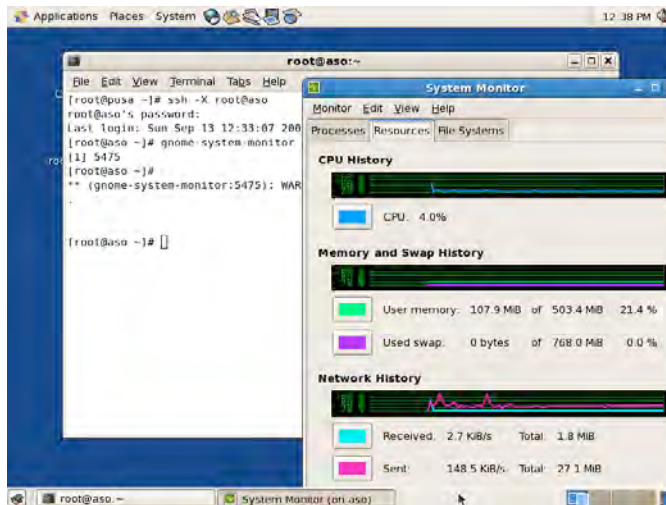 Applications Places System 12 38 PM
root@aso:~
File Edit View Terminal Tabs Help
[root@pusa ~]# ssh -X root@aso
root@aso's password:
Last login: Sun Sep 13 12:33:07 200
[root@aso ~]# gnome-system-monitor
[1] 5475
[root@aso ~]#
** (gnome-system-monitor:5475): WAR
.
[root@aso ~]#
System Monitor
Monitor Edit View Help
Processes Resources File Systems
CPU History
CPU: 4.0%
Memory and Swap History
User memory: 107.9 MiB of 503.4 MiB 21.4 %
Used swap: 0 bytes of 768.0 MiB 0.0 %
Network History
Received: 2.7 KiB/s Total: 1.8 MiB
Sent: 148.5 KiB/s Total: 27.1 MiB
root@aso:~ System Monitor (on aso)